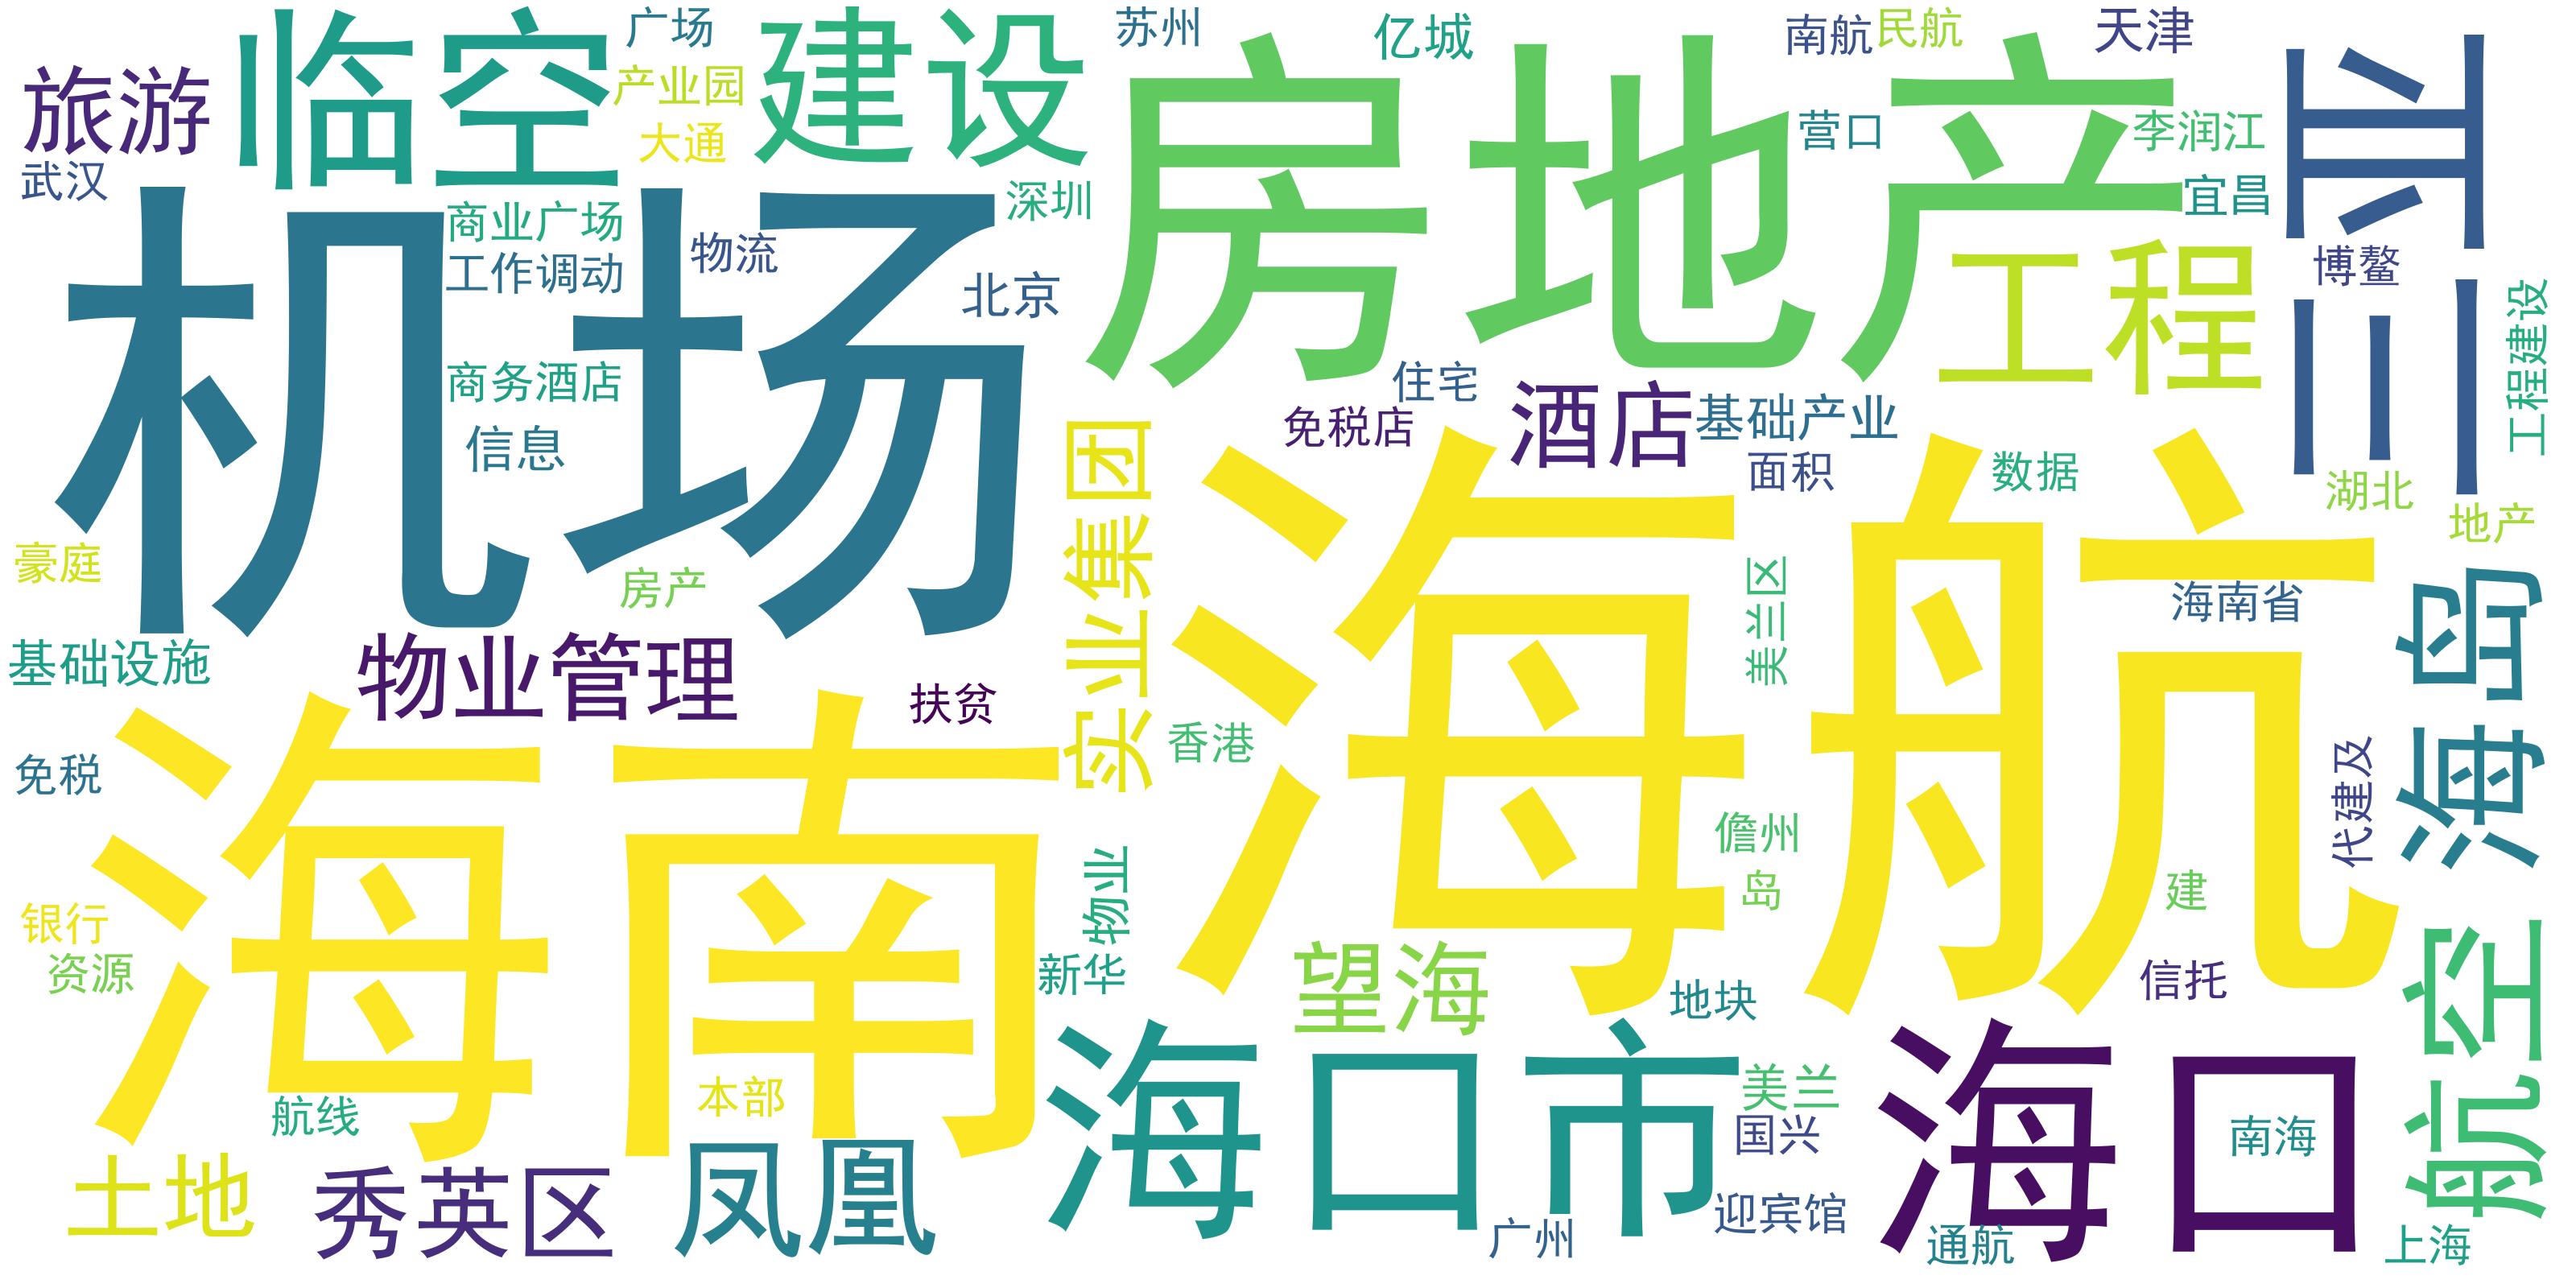 旅游
临空
广场
产业园
大通
建设
苏州
亿城
南航
民航
天津
武汉
机场
商业广场
工作调动
物流
深圳
北京
房地产
营口
李润江
宜昌
三亚
博鳌
工程
工程建设
商务酒店
信息
住宅
免税店
酒店
基础产业
面积
数据
湖北
地产
豪庭
房产
实业集团
海航
美兰区
海南省
海岛
基础设施
物业管理
扶贫
香港
免税
海南
儋州
岛
代建及
建
银行
资源
物业
新华
望海
地块
信托
航空
航线
本部
海口市
美兰
国兴
海口
南海
土地
秀英区
凤凰
广州
迎宾馆
通航
上海